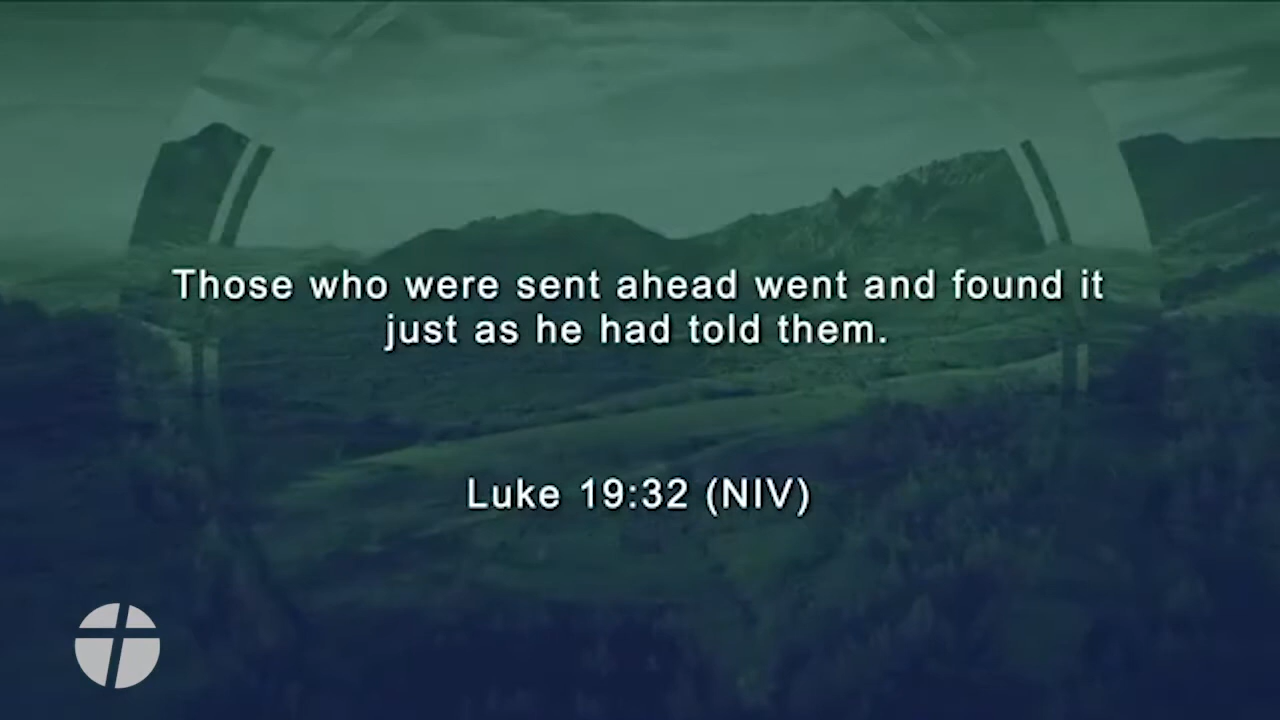 Those who were sent ahead went and found it
just as he had told them.
Luke 19:32 (NIV)